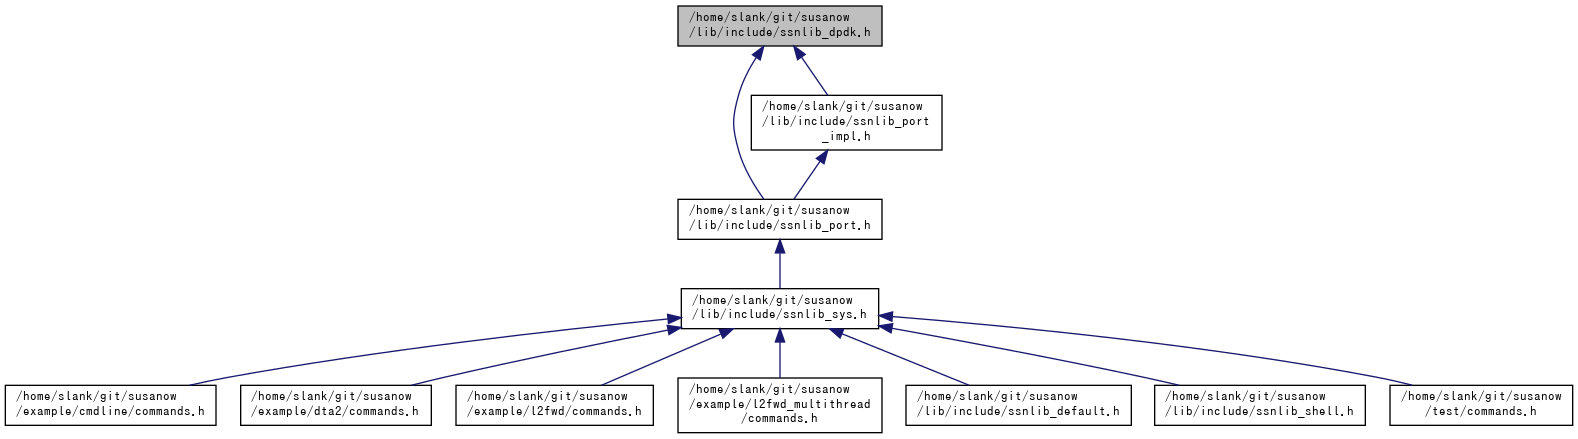 /home/slank/git/susanow
/lib/include/ssnlib_dpdk.h
/home/slank/git/susanow
/lib/include/ssnlib_port
_impl.h
/home/slank/git/susanow
/lib/include/ssnlib_port.h
/home/slank/git/susanow
/lib/include/ssnlib_sys.h
/home/slank/git/susanow
/example/cmdline/commands.h
/home/slank/git/susanow
/example/dta2/commands.h
/home/slank/git/susanow
/example/l2fwd/commands.h
/home/slank/git/susanow
/example/l2fwd_multithread
/commands.h
/home/slank/git/susanow
/lib/include/ssnlib_default.h
/home/slank/git/susanow
/lib/include/ssnlib_shell.h
/home/slank/git/susanow
/test/commands.h